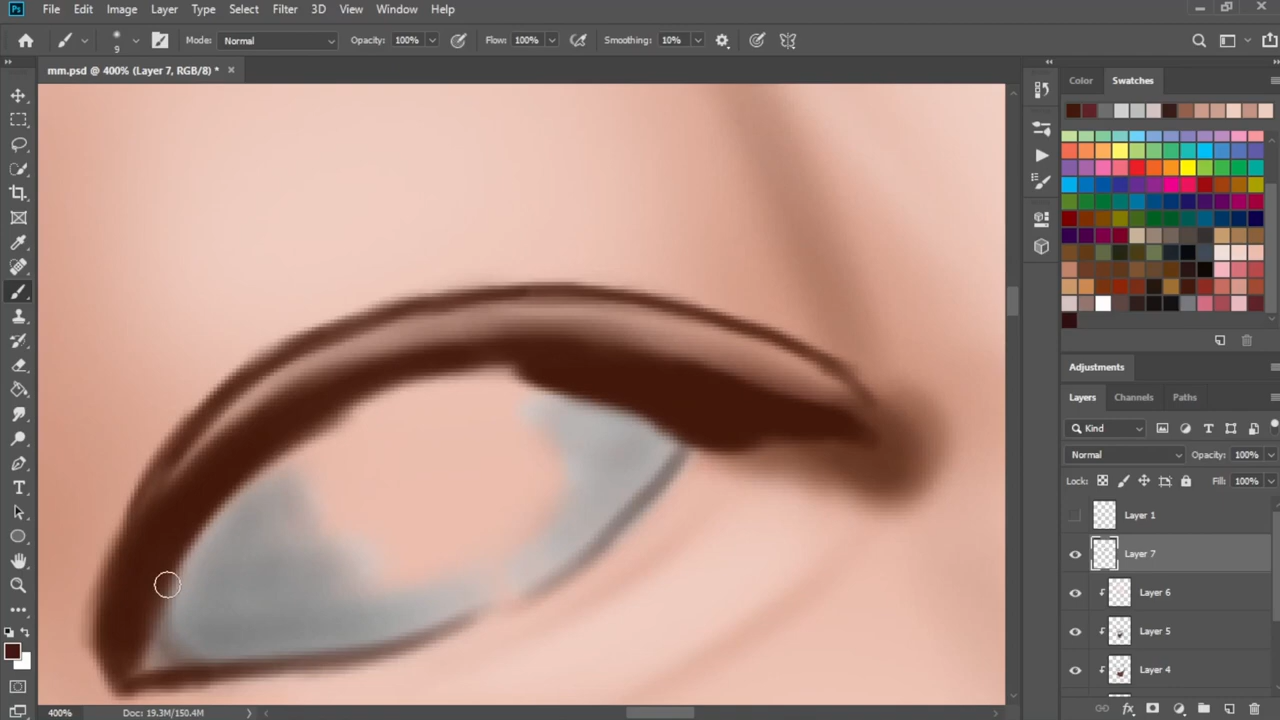 Ps File Edit Image Layer Type Select Filter 3D View Window Help
9 Mode: Normal Opacity: 100% Flow: 100% Smoothing: 10%
mm.psd @ 400% (Layer 7, RGB/8) *
Color Swatches
Adjustments
Layers Channels Paths
Kind
Normal Opacity: 100%
Lock: Fill: 100%
Layer 1
Layer 7
Layer 6
Layer 5
Layer 4
400% Doc: 19.3M/150.4M